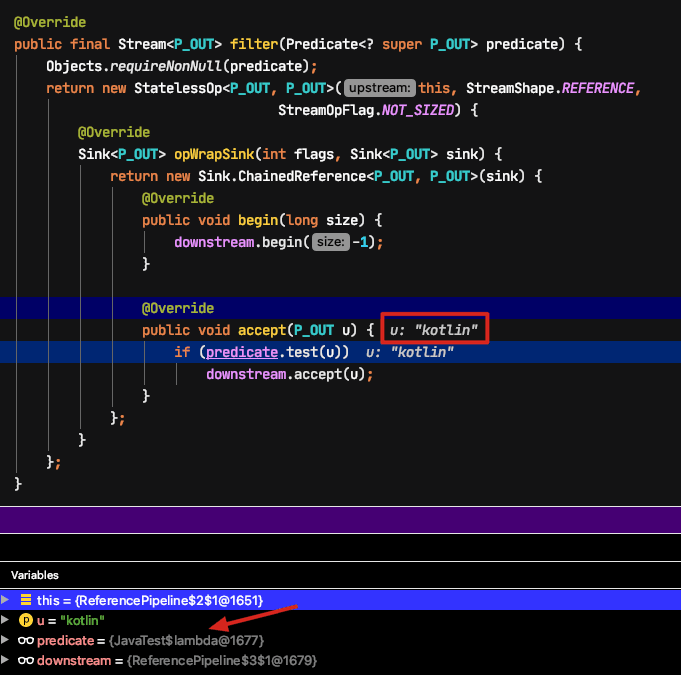 @Override
public final Stream<P_OUT> filter(Predicate<? super P_OUT> predicate) {
Objects.requireNonNull(predicate);
return new StatelessOp<P_OUT, P_OUT>( upstream: this, StreamShape.REFERENCE,
StreamOpFlag.NOT_SIZED) {
@Override
Sink<P_OUT> opWrapSink(int flags, Sink<P_OUT> sink) {
return new Sink.ChainedReference<P_OUT, P_OUT>(sink) {
@Override
public void begin(long size) {
downstream.begin( size: -1);
}
@Override
public void accept(P_OUT u) { u: "kotlin"
if (predicate.test(u)) u: "kotlin"
downstream.accept(u);
}
};
}
};
}
Variables
this = {ReferencePipeline$2$1@1651}
p u = "kotlin"
predicate = {JavaTest$lambda@1677}
downstream = {ReferencePipeline$3$1@1679}